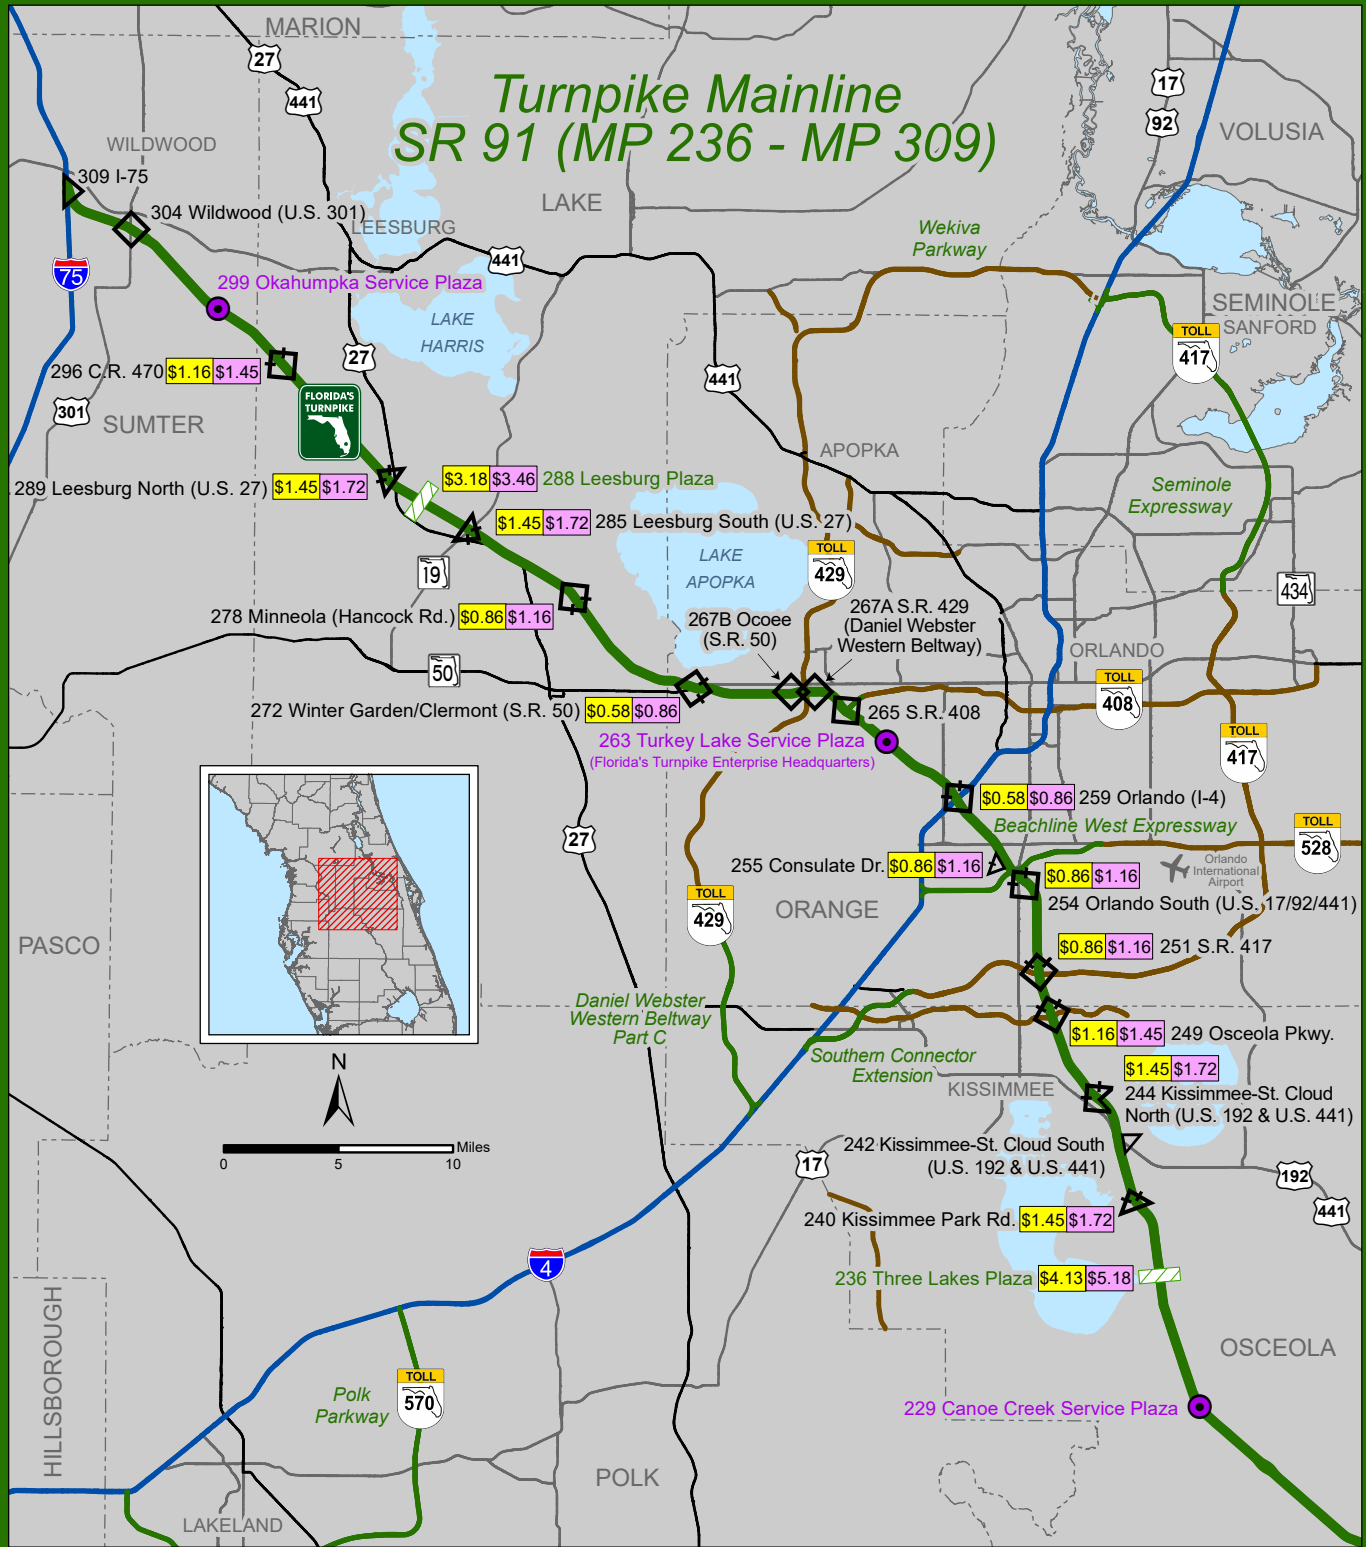 MARION
27
441
Turnpike Mainline
SR 91 (MP 236 - MP 309)
17
92
VOLUSIA
WILDWOOD
309 I-75
304 Wildwood (U.S. 301)
LEESBURG
LAKE
441
Wekiva
Parkway
75
299 Okahumpka Service Plaza
LAKE
HARRIS
SEMINOLE
SANFORD
TOLL
417
27
296 C.R. 470 $1.16 $1.45
441
301
SUMTER
FLORIDA'S
TURNPIKE
APOPKA
289 Leesburg North (U.S. 27) $1.45 $1.72
$3.18 $3.46 288 Leesburg Plaza
Seminole
Expressway
$1.45 $1.72 285 Leesburg South (U.S. 27)
LAKE
APOPKA
TOLL
429
19
434
278 Minneola (Hancock Rd.) $0.86 $1.16
267B Ocoee
(S.R. 50)
267A S.R. 429
(Daniel Webster
Western Beltway)
ORLANDO
50
TOLL
408
272 Winter Garden/Clermont (S.R. 50) $0.58 $0.86
265 S.R. 408
263 Turkey Lake Service Plaza
(Florida's Turnpike Enterprise Headquarters)
TOLL
417
$0.58 $0.86 259 Orlando (I-4)
Beachline West Expressway
TOLL
528
27
255 Consulate Dr. $0.86 $1.16
Orlando
International
Airport
$0.86 $1.16
254 Orlando South (U.S. 17/92/441)
TOLL
429
ORANGE
PASCO
$0.86 $1.16 251 S.R. 417
Daniel Webster
Western Beltway
Part C
$1.16 $1.45 249 Osceola Pkwy.
Southern Connector
Extension
KISSIMMEE
$1.45 $1.72
244 Kissimmee-St. Cloud
North (U.S. 192 & U.S. 441)
N
Miles
0 5 10
242 Kissimmee-St. Cloud South
(U.S. 192 & U.S. 441)
17
192
441
240 Kissimmee Park Rd. $1.45 $1.72
4
236 Three Lakes Plaza $4.13 $5.18
HILLSBOROUGH
OSCEOLA
TOLL
570
Polk
Parkway
229 Canoe Creek Service Plaza
POLK
LAKELAND